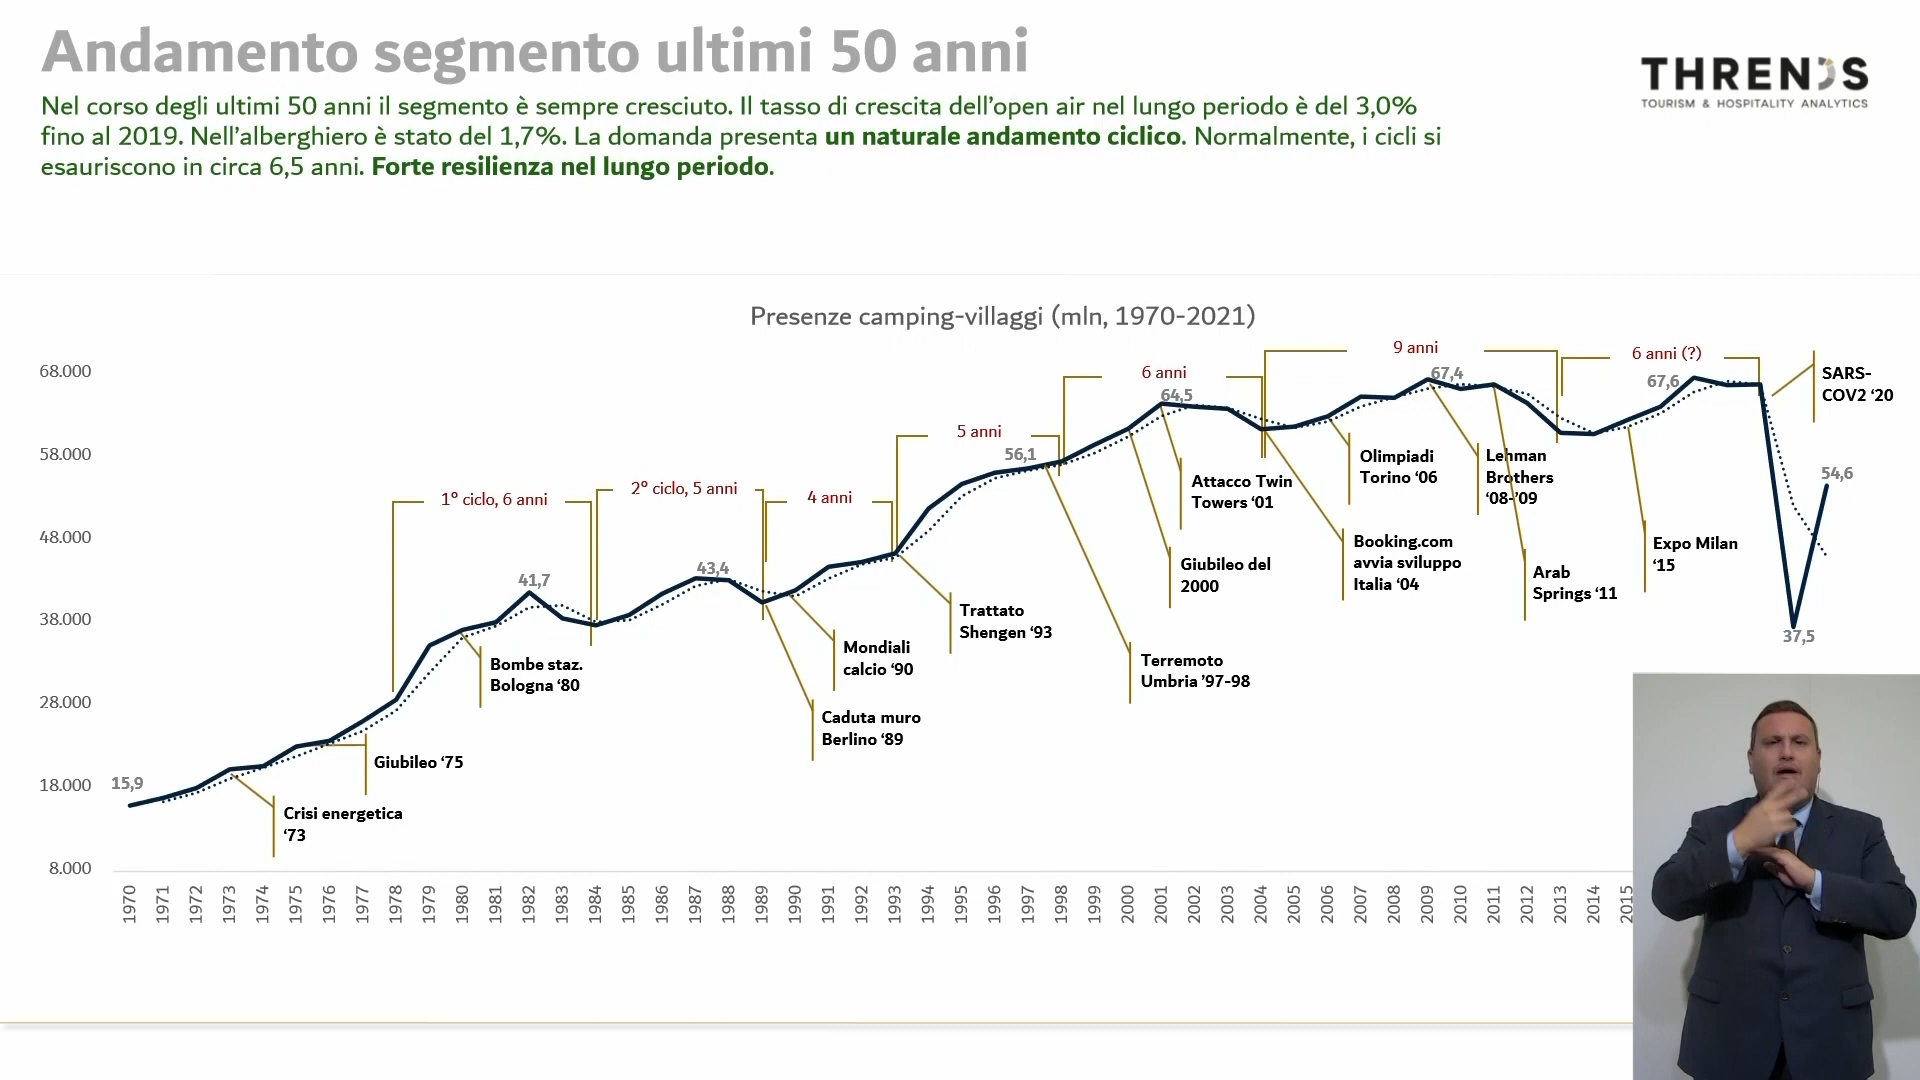 Andamento segmento ultimi 50 anni
THRENDS
TOURISM & HOSPITALITY ANALYTICS
Nel corso degli ultimi 50 anni il segmento è sempre cresciuto. Il tasso di crescita dell'open air nel lungo periodo è del 3,0%
fino al 2019. Nell'alberghiero è stato del 1,7%. La domanda presenta un naturale andamento ciclico. Normalmente, i cicli si
esauriscono in circa 6,5 anni. Forte resilienza nel lungo periodo.
Presenze camping-villaggi (mln, 1970-2021)
68.000
58.000
48.000
38.000
28.000
18.000
8.000
1º ciclo, 6 anni
2º ciclo, 5 anni
4 anni
5 anni
6 anni
9 anni
6 anni (?)
15,9
41,7
43,4
56,1
64,5
67,4
67,6
37,5
54,6
Crisi energetica
‘73
Giubileo ‘75
Bombe staz.
Bologna ‘80
Caduta muro
Berlino ‘89
Mondiali
calcio ‘90
Trattato
Shengen ‘93
Terremoto
Umbria ’97-98
Giubileo del
2000
Attacco Twin
Towers ‘01
Booking.com
avvia sviluppo
Italia ‘04
Olimpiadi
Torino ‘06
Lehman
Brothers
‘08-’09
Arab
Springs ‘11
Expo Milan
‘15
SARS-
COV2 ‘20
1970
1971
1972
1973
1974
1975
1976
1977
1978
1979
1980
1981
1982
1983
1984
1985
1986
1987
1988
1989
1990
1991
1992
1993
1994
1995
1996
1997
1998
1999
2000
2001
2002
2003
2004
2005
2006
2007
2008
2009
2010
2011
2012
2013
2014
2015